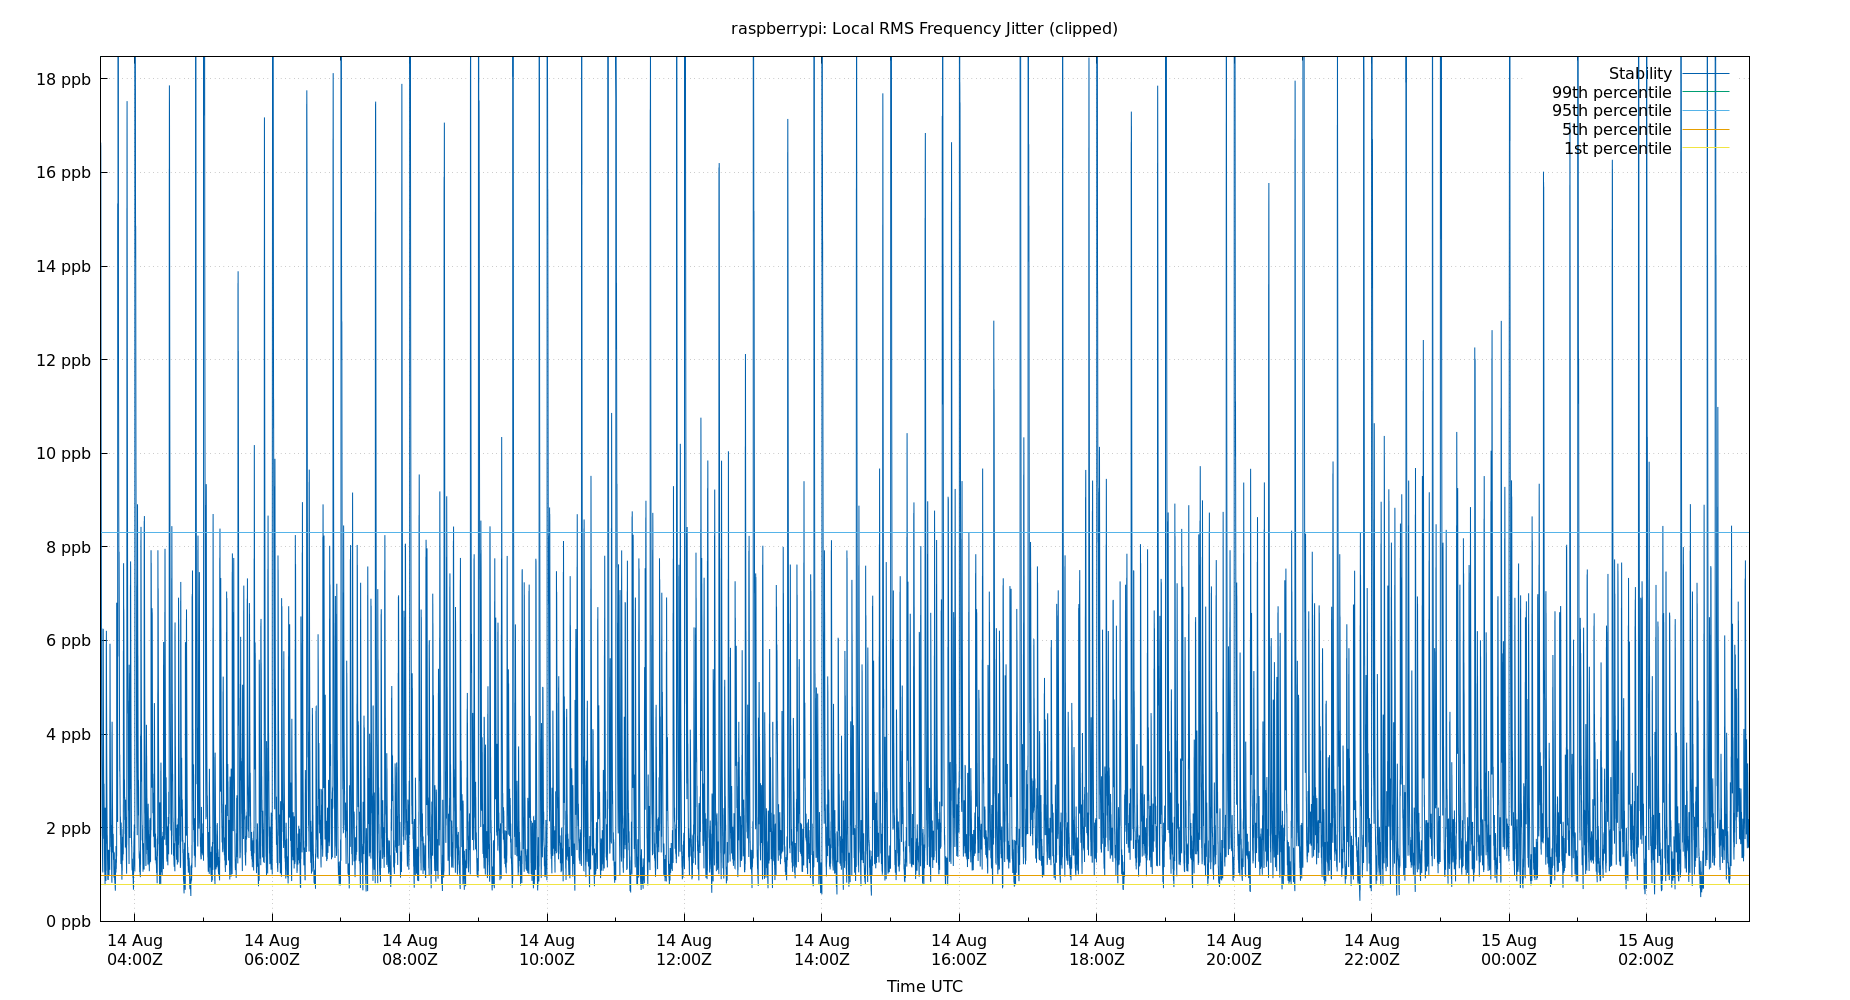 raspberrypi: Local RMS Frequency Jitter (clipped)
18 ppb
16 ppb
14 ppb
12 ppb
10 ppb
8 ppb
6 ppb
4 ppb
2 ppb
0 ppb
Stability
99th percentile
95th percentile
5th percentile
1st percentile
14 Aug 14 Aug 14 Aug 14 Aug 14 Aug 14 Aug 14 Aug 14 Aug 14 Aug 14 Aug 15 Aug 15 Aug
04:00Z 06:00Z 08:00Z 10:00Z 12:00Z 14:00Z 16:00Z 18:00Z 20:00Z 22:00Z 00:00Z 02:00Z
Time UTC